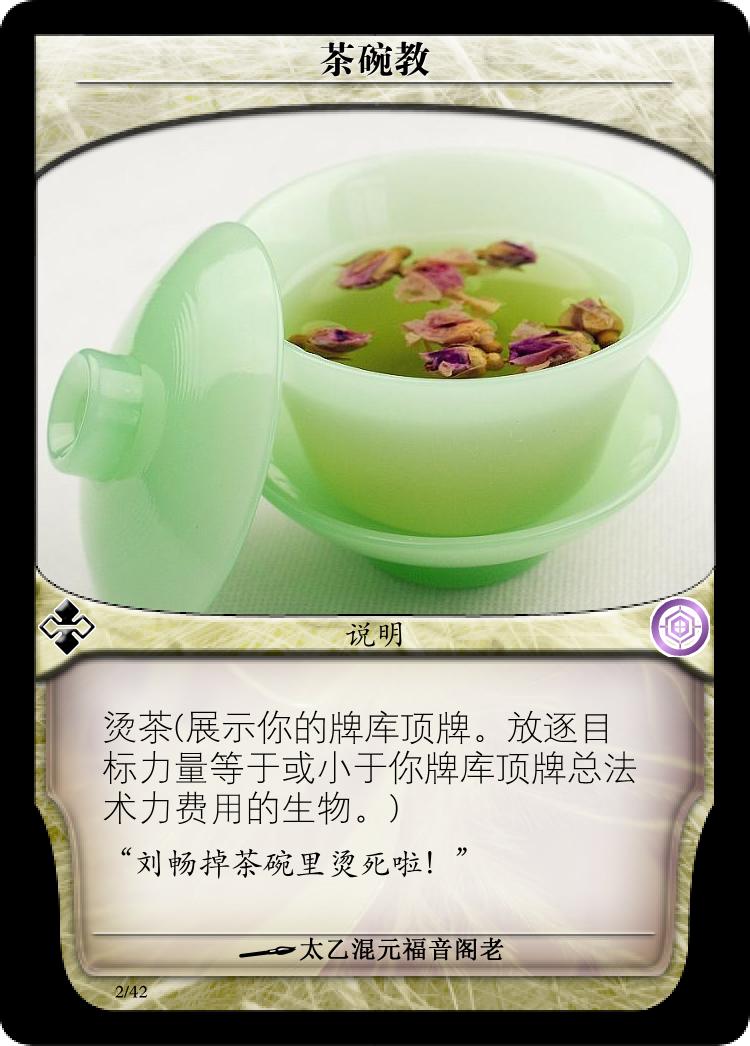 茶碗教
说明
烫茶(展示你的牌库顶牌。放逐目
标力量等于或小于你牌库顶牌总法
术力费用的生物。)
“刘畅掉茶碗里烫死啦！”
太乙混元福音阁老
2/42